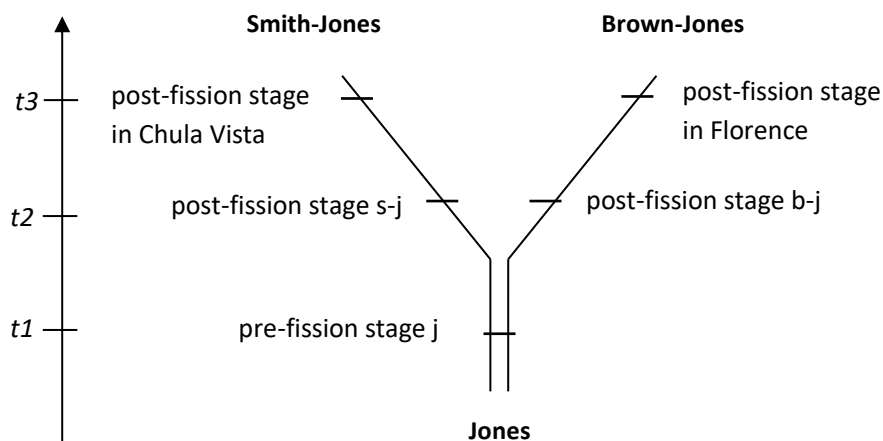 Smith-Jones
Brown-Jones
t3
post-fission stage
in Chula Vista
post-fission stage
in Florence
t2
post-fission stage s-j
post-fission stage b-j
t1
pre-fission stage j
Jones